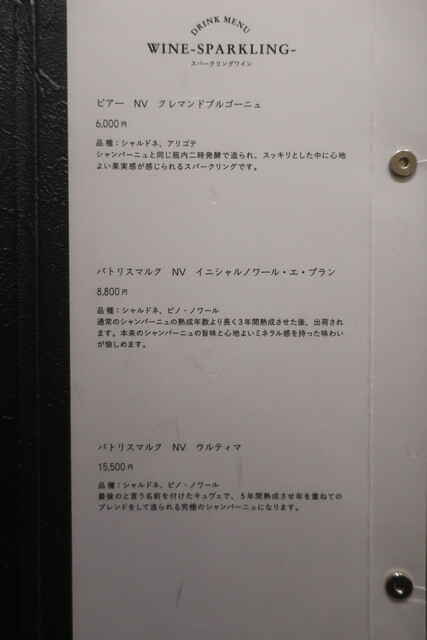 DRINK MENU
WINE-SPARKLING-
スパークリングワイン
ビアー NV クレマンドブルゴーニュ
6,000円
品種：シャルドネ、アリゴテ
シャンパーニュと同じ瓶内二時発酵で造られ、スッキリとした中に心地
よい果実感が感じられるスパークリングです。
パトリスマルク NV イニシャルノワール・エ・ブラン
8,800円
品種：シャルドネ、ピノ・ノワール
通常のシャンパーニュの熟成年数より長く3年間熟成させた後、出荷され
ます。本来のシャンパーニュの旨味と心地よいミネラル感を持った味わい
が愉しめます。
パトリスマルク NV ウルティマ
15,500円
品種：シャルドネ、ピノ・ノワール
最後のと言う名前を付けたキュヴェで、5年間熟成させ年を重ねての
ブレンドをして造られる究極のシャンパーニュになります。